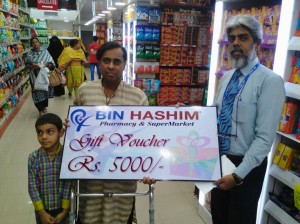 BIN HASHIM
Pharmacy & SuperMarket
Gift Voucher
Rs. 5000/-